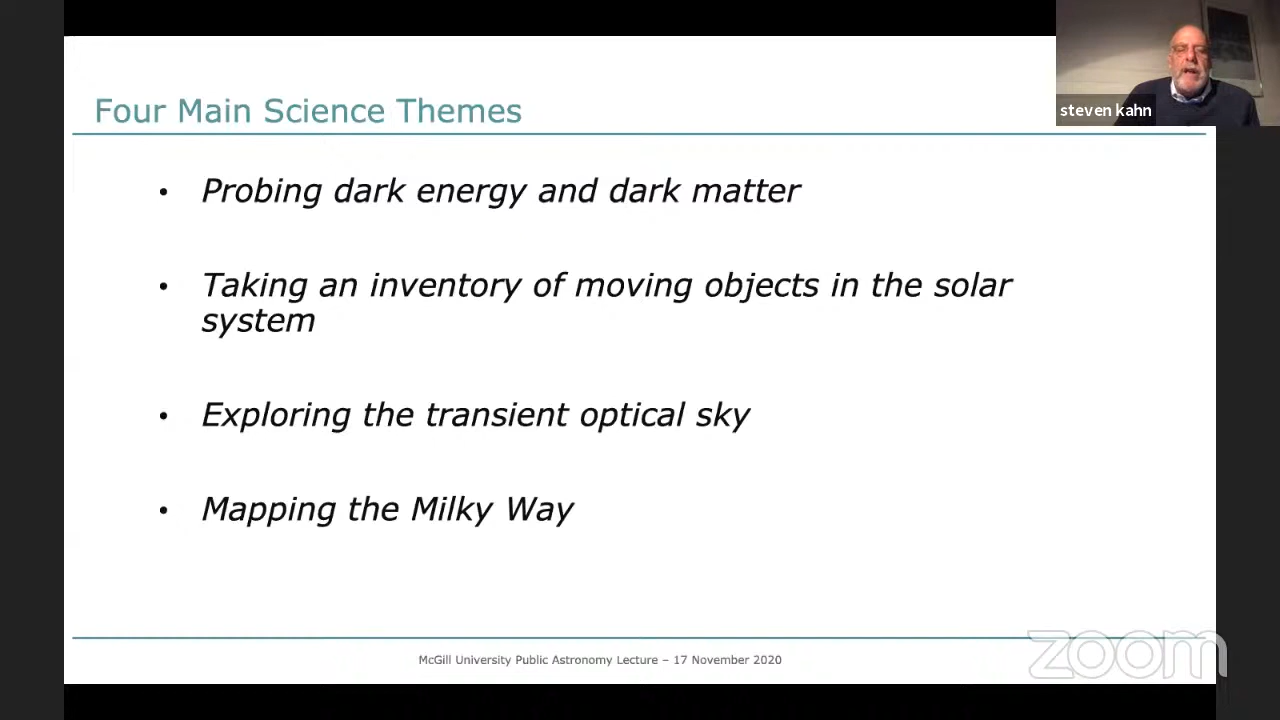 Four Main Science Themes
steven kahn
• Probing dark energy and dark matter
• Taking an inventory of moving objects in the solar
system
• Exploring the transient optical sky
• Mapping the Milky Way
McGill University Public Astronomy Lecture – 17 November 2020
zoom